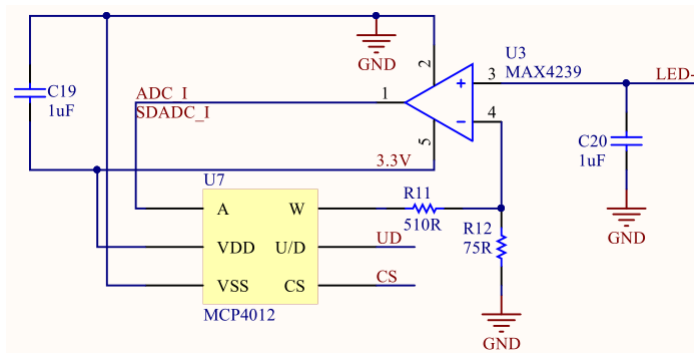 GND
U3
MAX4239
C19
1uF
ADC_I
SDADC_I
1
2
5
3
4
+
-
LED-
C20
1uF
GND
3.3V
U7
A
VDD
VSS
W
U/D
CS
MCP4012
R11
510R
UD
CS
R12
75R
GND